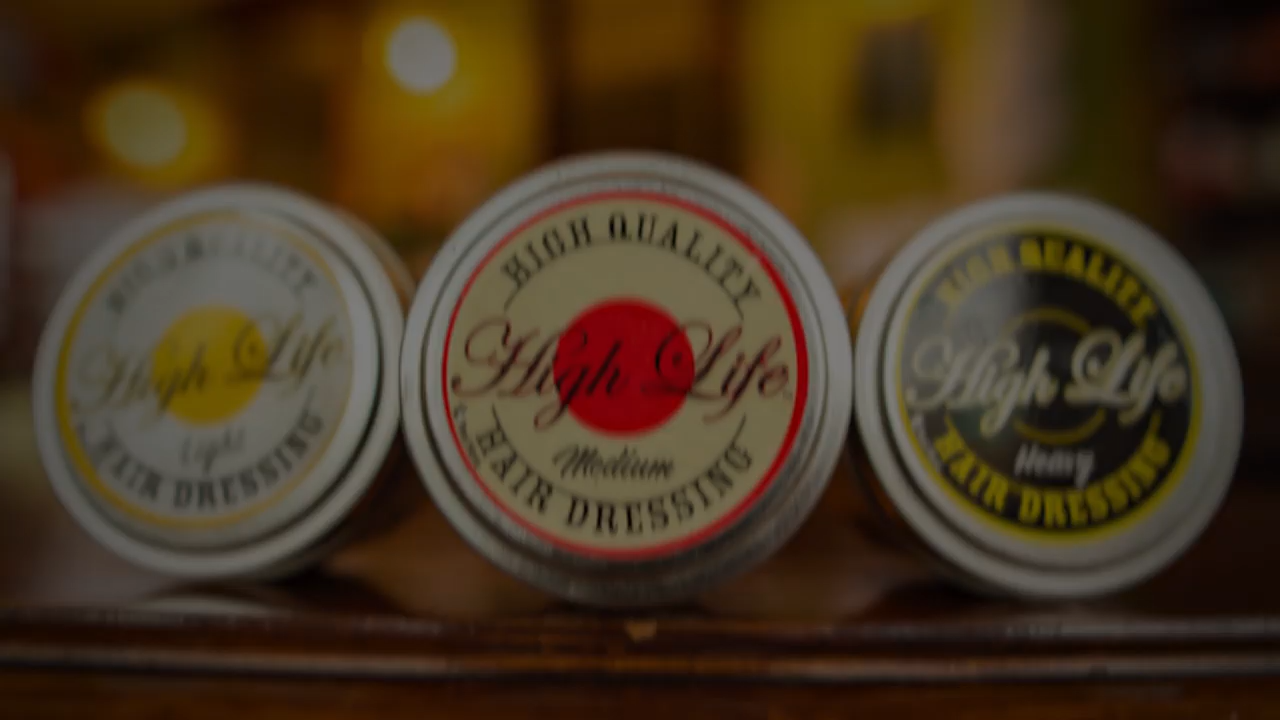 HIGH QUALITY
High Life
Light
HAIR DRESSING
HIGH QUALITY
High Life
Medium
HAIR DRESSING
HIGH QUALITY
High Life
Heavy
HAIR DRESSING